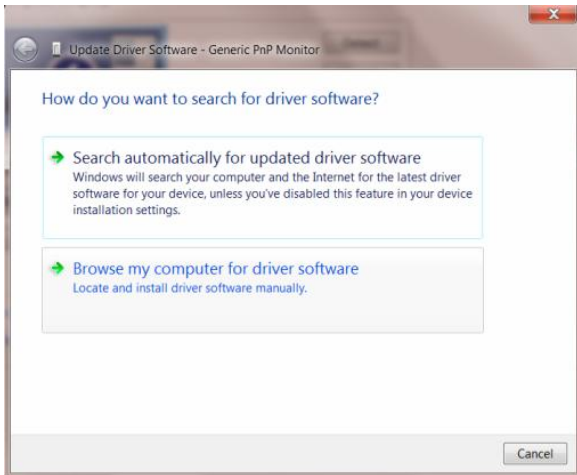 Update Driver Software - Generic PnP Monitor
How do you want to search for driver software?
Search automatically for updated driver software
Windows will search your computer and the Internet for the latest driver
software for your device, unless you've disabled this feature in your device
installation settings.
Browse my computer for driver software
Locate and install driver software manually.
Cancel